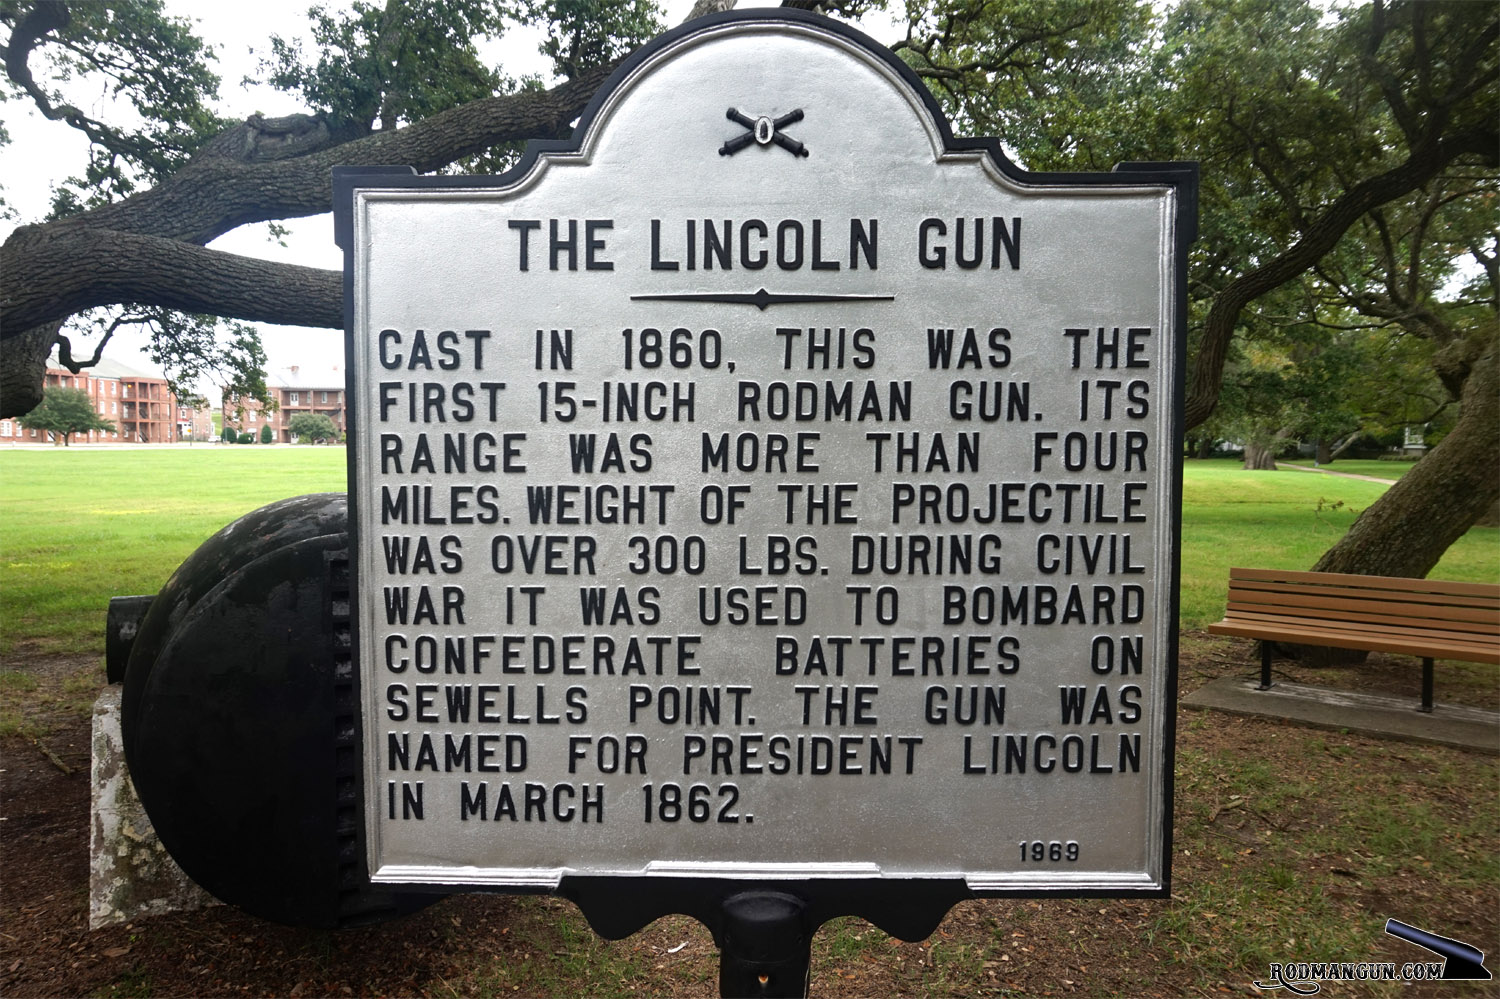 THE LINCOLN GUN
CAST IN 1860, THIS WAS THE
FIRST 15-INCH RODMAN GUN. ITS
RANGE WAS MORE THAN FOUR
MILES. WEIGHT OF THE PROJECTILE
WAS OVER 300 LBS. DURING CIVIL
WAR IT WAS USED TO BOMBARD
CONFEDERATE BATTERIES ON
SEWELLS POINT. THE GUN WAS
NAMED FOR PRESIDENT LINCOLN
IN MARCH 1862.
1969
RODMANGUN.COM